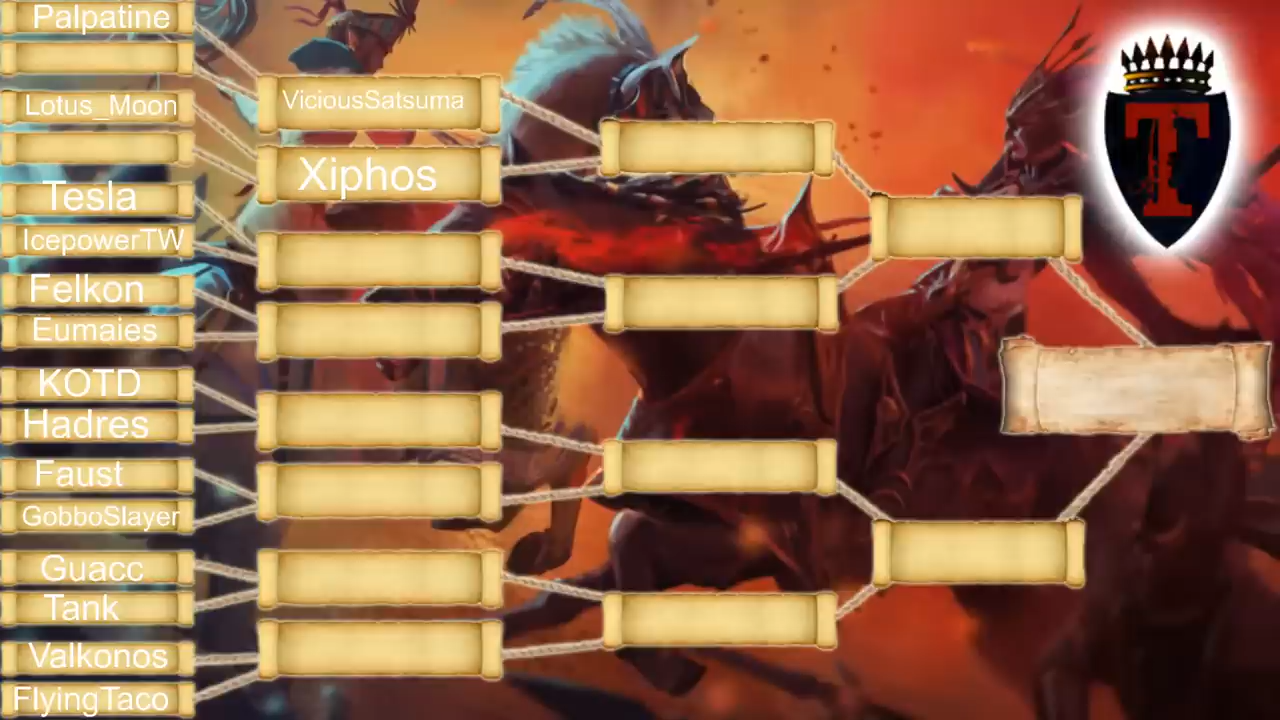 Palpatine
Lotus_Moon
Tesla
IcepowerTW
Felkon
Eumaies
KOTD
Hadres
Faust
GobboSlayer
Guacc
Tank
Valkonos
FlyingTaco
ViciousSatsuma
Xiphos
T